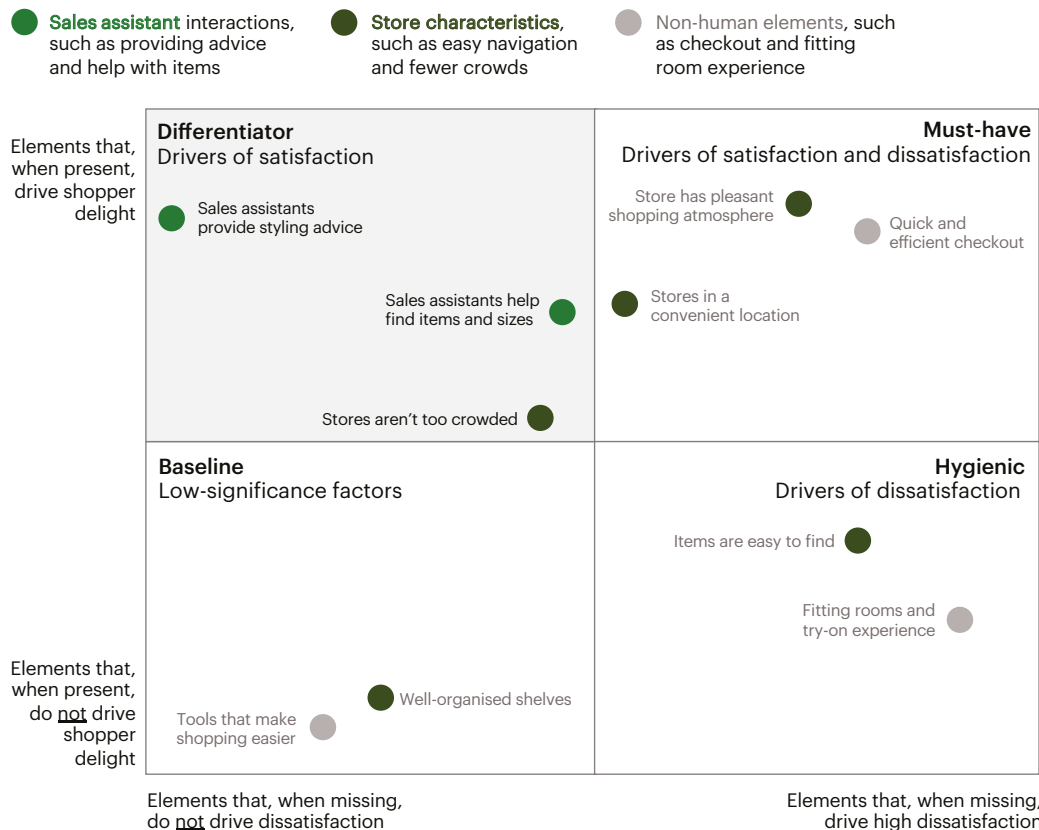 Sales assistant interactions,
such as providing advice
and help with items
Store characteristics,
such as easy navigation
and fewer crowds
Non-human elements, such
as checkout and fitting
room experience
Elements that,
when present,
drive shopper
delight
Differentiator
Drivers of satisfaction
Sales assistants
provide styling advice
Sales assistants help
find items and sizes
Stores aren’t too crowded
Must-have
Drivers of satisfaction and dissatisfaction
Store has pleasant
shopping atmosphere
Quick and
efficient checkout
Stores in a
convenient location
Baseline
Low-significance factors
Well-organised shelves
Tools that make
shopping easier
Hygienic
Drivers of dissatisfaction
Items are easy to find
Fitting rooms and
try-on experience
Elements that,
when present,
do not drive
shopper
delight
Elements that, when missing,
do not drive dissatisfaction
Elements that, when missing,
drive high dissatisfaction